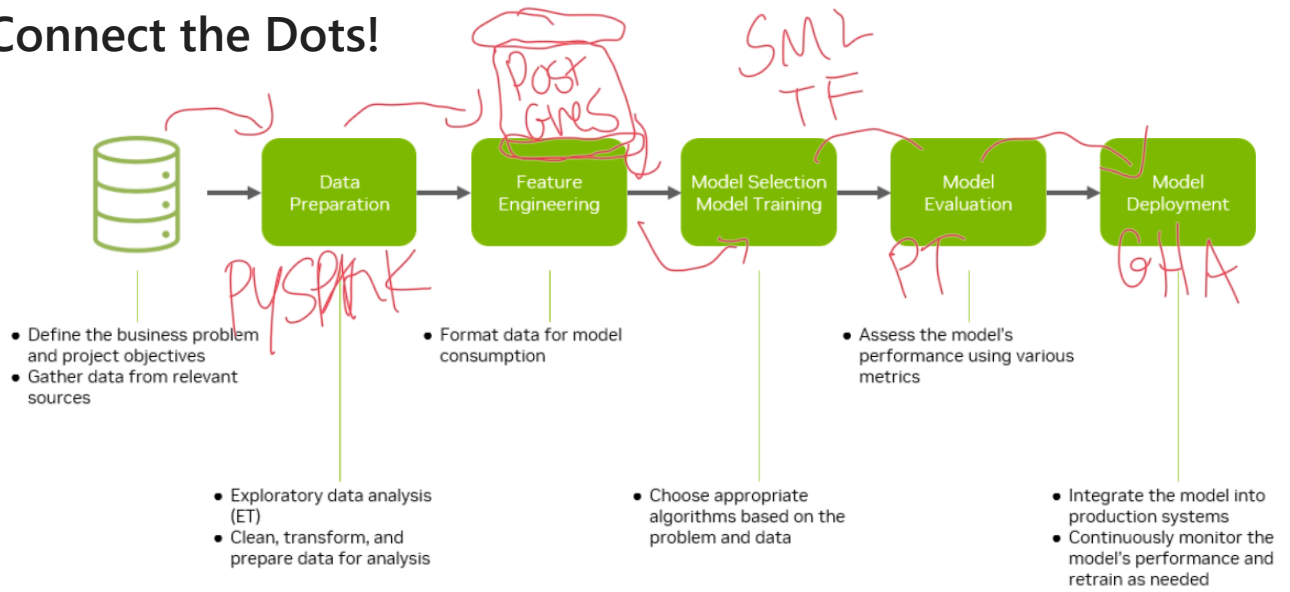 Connect the Dots!
SML
TF
Post
Gres
Data
Preparation
Feature
Engineering
Model Selection
Model Training
Model
Evaluation
Model
Deployment
PYSPArK
PT
GHA
● Define the business problem
and project objectives
● Gather data from relevant
sources
● Format data for model
consumption
● Assess the model's
performance using various
metrics
● Exploratory data analysis
(ET)
● Clean, transform, and
prepare data for analysis
● Choose appropriate
algorithms based on the
problem and data
● Integrate the model into
production systems
● Continuously monitor the
model's performance and
retrain as needed